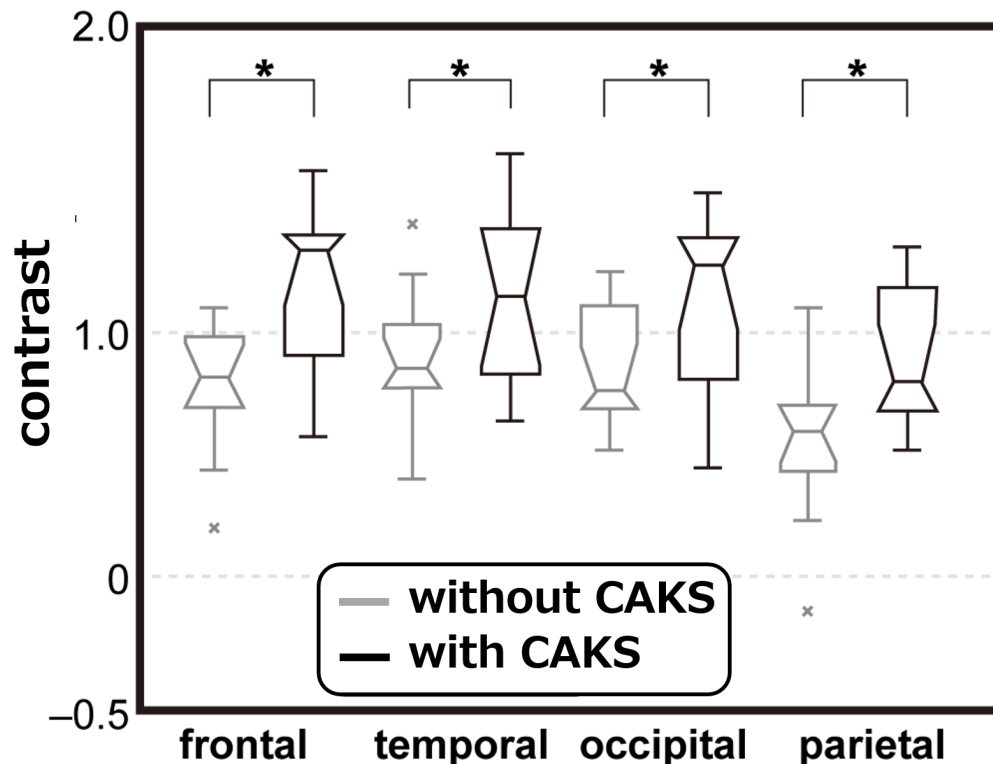 2.0
* * * *
contrast
1.0
0
without CAKS
with CAKS
–0.5
frontal temporal occipital parietal